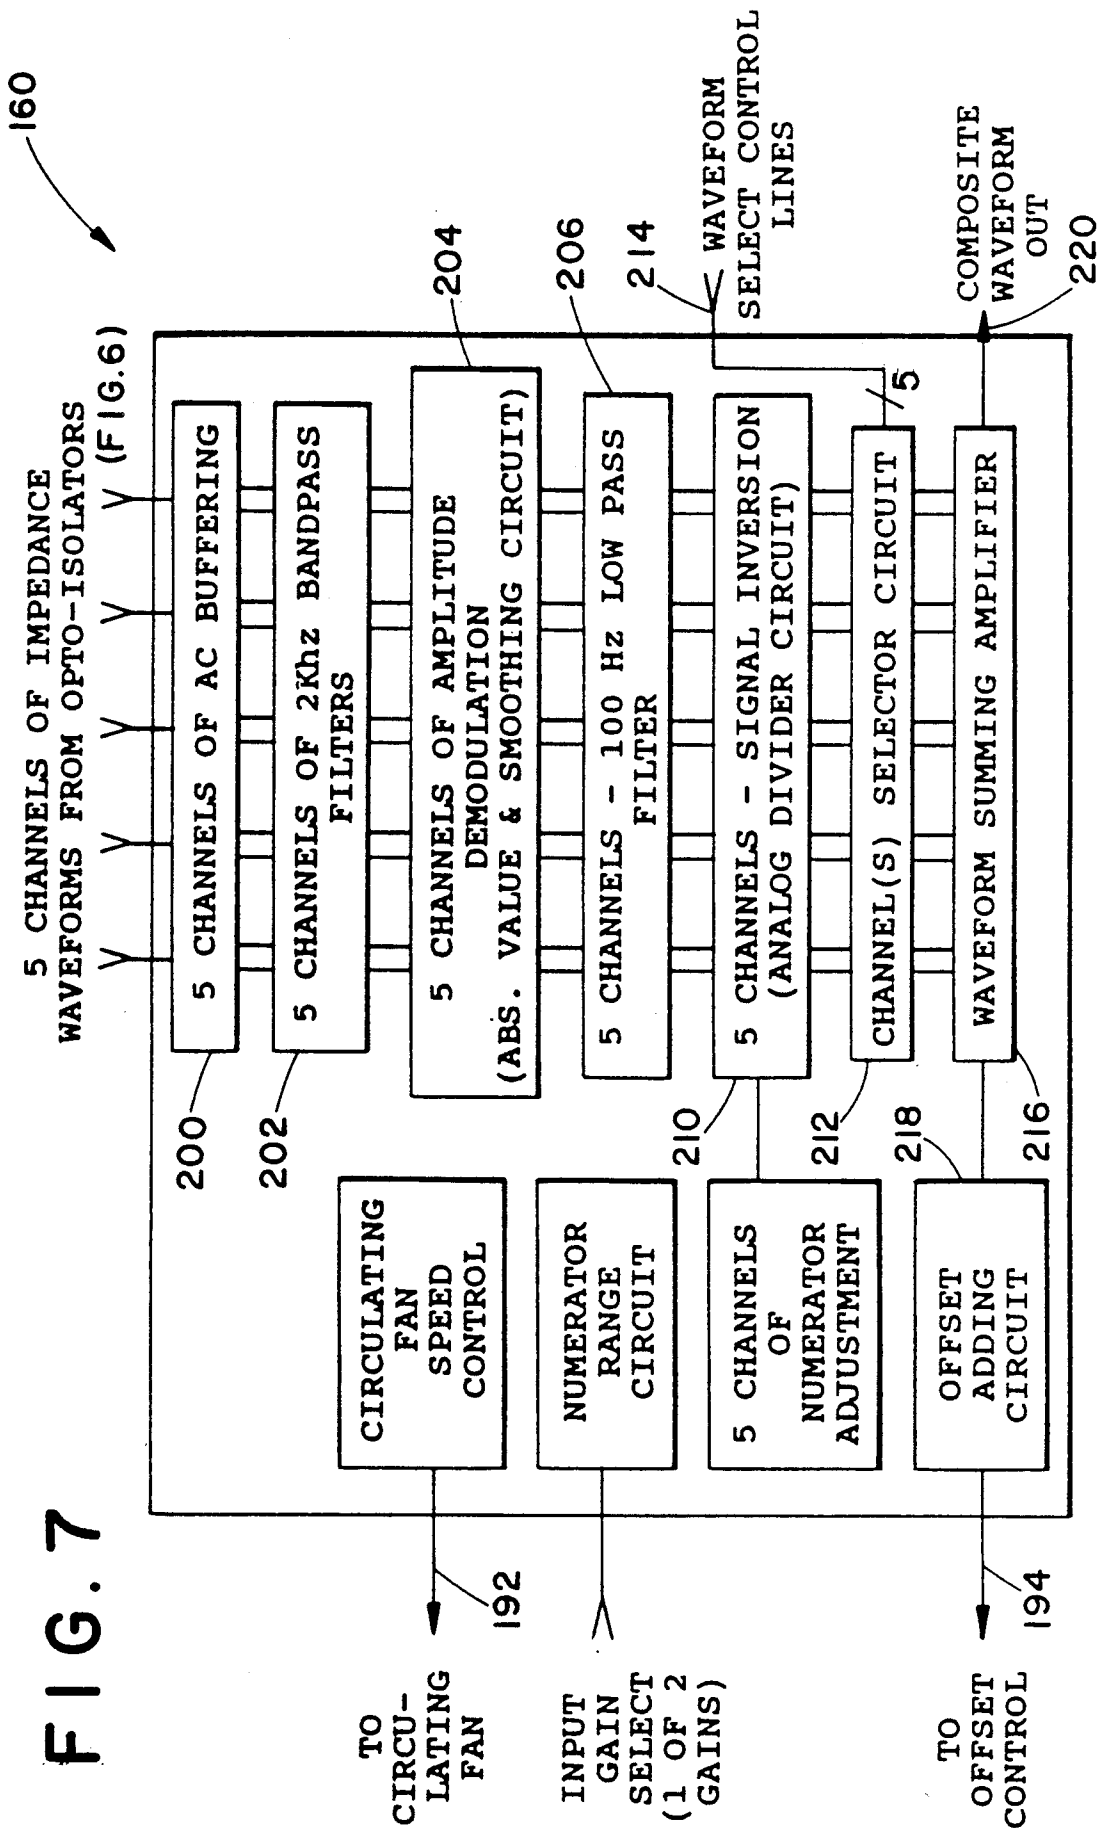 FIG. 7
160
5 CHANNELS OF IMPEDANCE
WAVEFORMS FROM OPTO-ISOLATORS
(FIG.6)
200
5 CHANNELS OF AC BUFFERING
202
5 CHANNELS OF 2Khz BANDPASS
FILTERS
204
5 CHANNELS OF AMPLITUDE
DEMODULATION
(ABS. VALUE & SMOOTHING CIRCUIT)
206
5 CHANNELS - 100 Hz LOW PASS
FILTER
210
5 CHANNELS - SIGNAL INVERSION
(ANALOG DIVIDER CIRCUIT)
212
CHANNEL(S) SELECTOR CIRCUIT
5
214
WAVEFORM
SELECT CONTROL
LINES
216
WAVEFORM SUMMING AMPLIFIER
COMPOSITE
WAVEFORM
OUT
220
CIRCULATING
FAN
SPEED
CONTROL
192
TO
CIRCU-
LATING
FAN
NUMERATOR
RANGE
CIRCUIT
INPUT
GAIN
SELECT
(1 OF 2
GAINS)
5 CHANNELS
OF
NUMERATOR
ADJUSTMENT
218
OFFSET
ADDING
CIRCUIT
194
TO
OFFSET
CONTROL